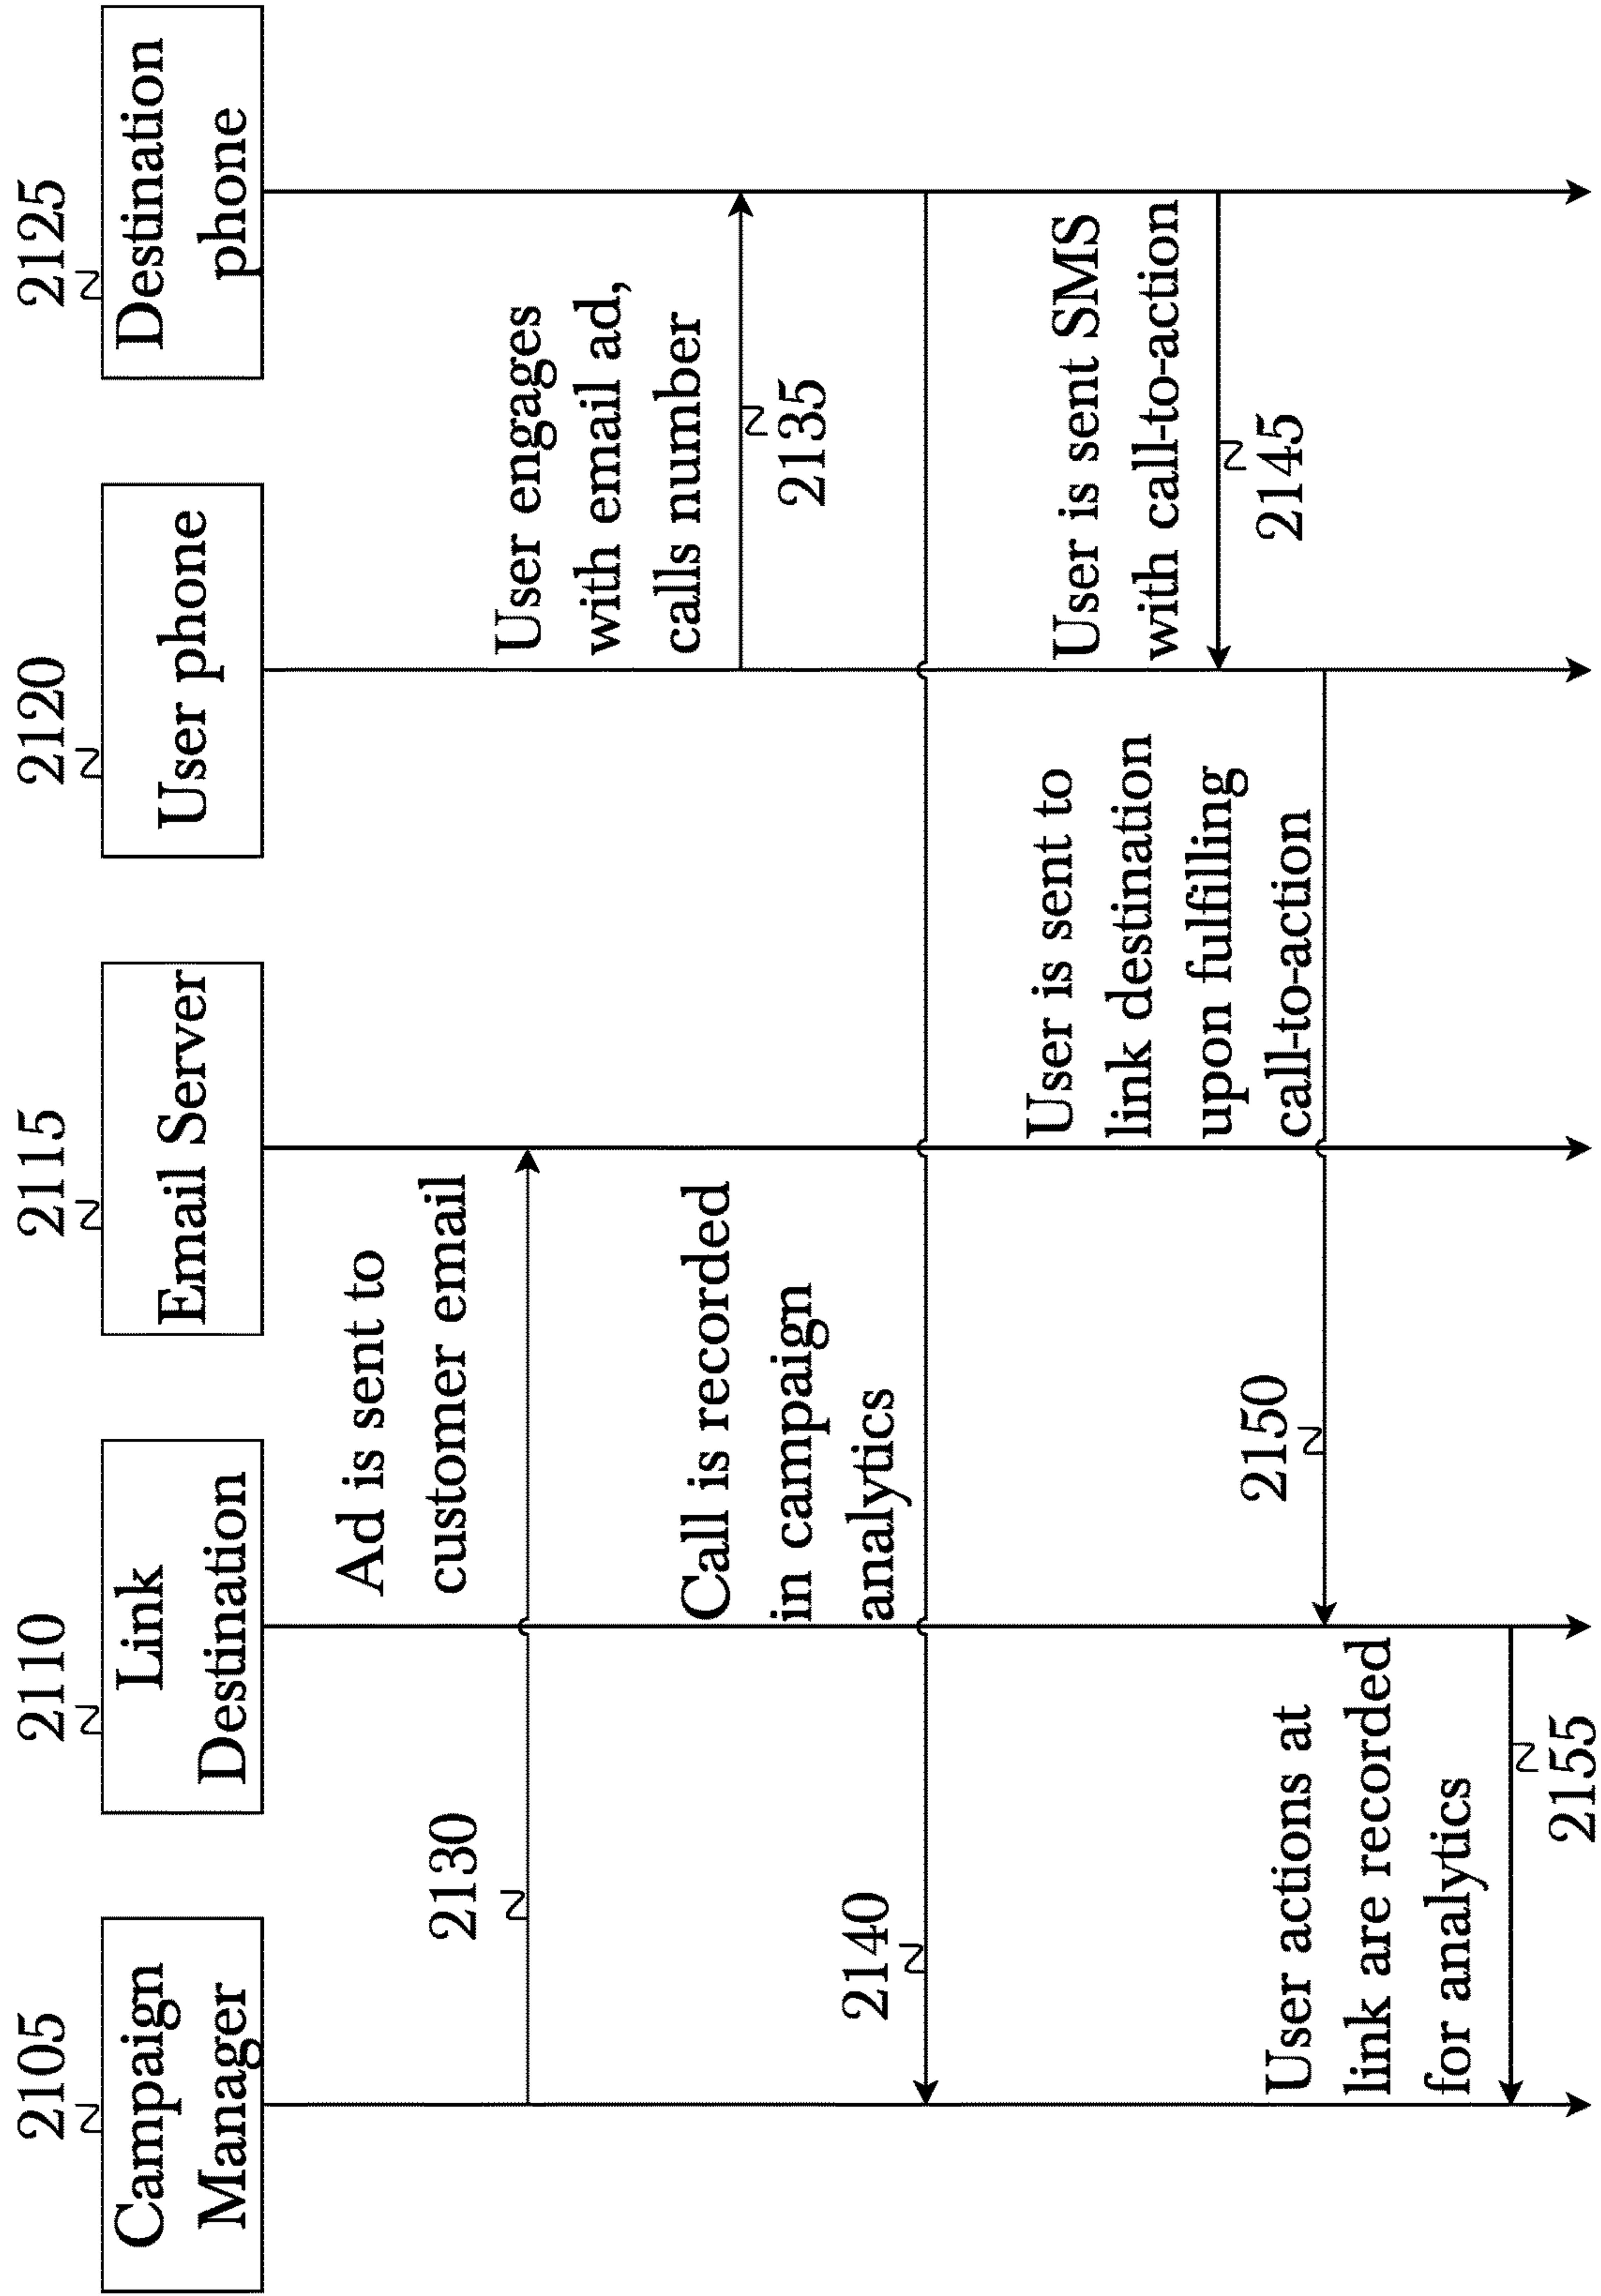 2105
Campaign
Manager
2110
Link
Destination
2115
Email Server
2120
User phone
2125
Destination
phone
Ad is sent to
customer email
2130
User engages
with email ad,
calls number
2135
Call is recorded
in campaign
analytics
2140
User is sent SMS
with call-to-action
2145
User is sent to
link destination
upon fulfilling
call-to-action
2150
User actions at
link are recorded
for analytics
2155